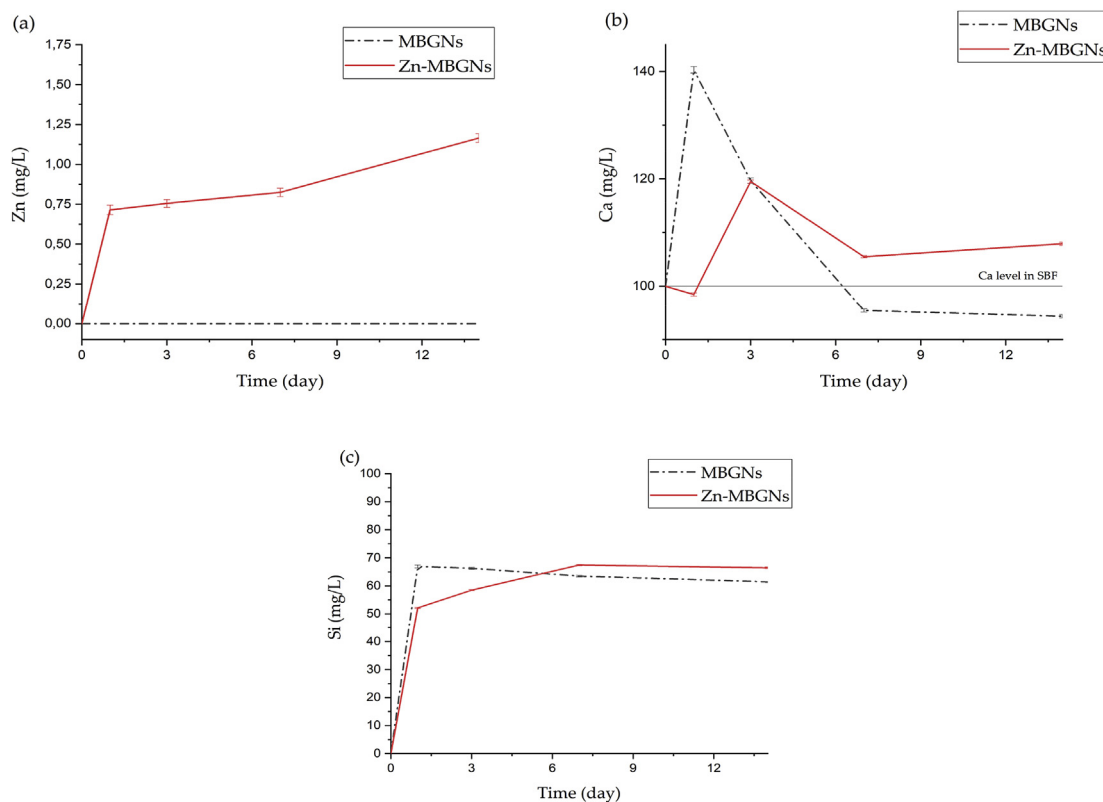 (a)
MBGNs
Zn-MBGNs
Zn (mg/L)
1,75
1,50
1,25
1,00
0,75
0,50
0,25
0,00
0 3 6 9 12
Time (day)
(b)
MBGNs
Zn-MBGNs
Ca (mg/L)
140
120
100
Ca level in SBF
0 3 6 9 12
Time (day)
(c)
MBGNs
Zn-MBGNs
Si (mg/L)
100
90
80
70
60
50
40
30
20
10
0
0 3 6 9 12
Time (day)